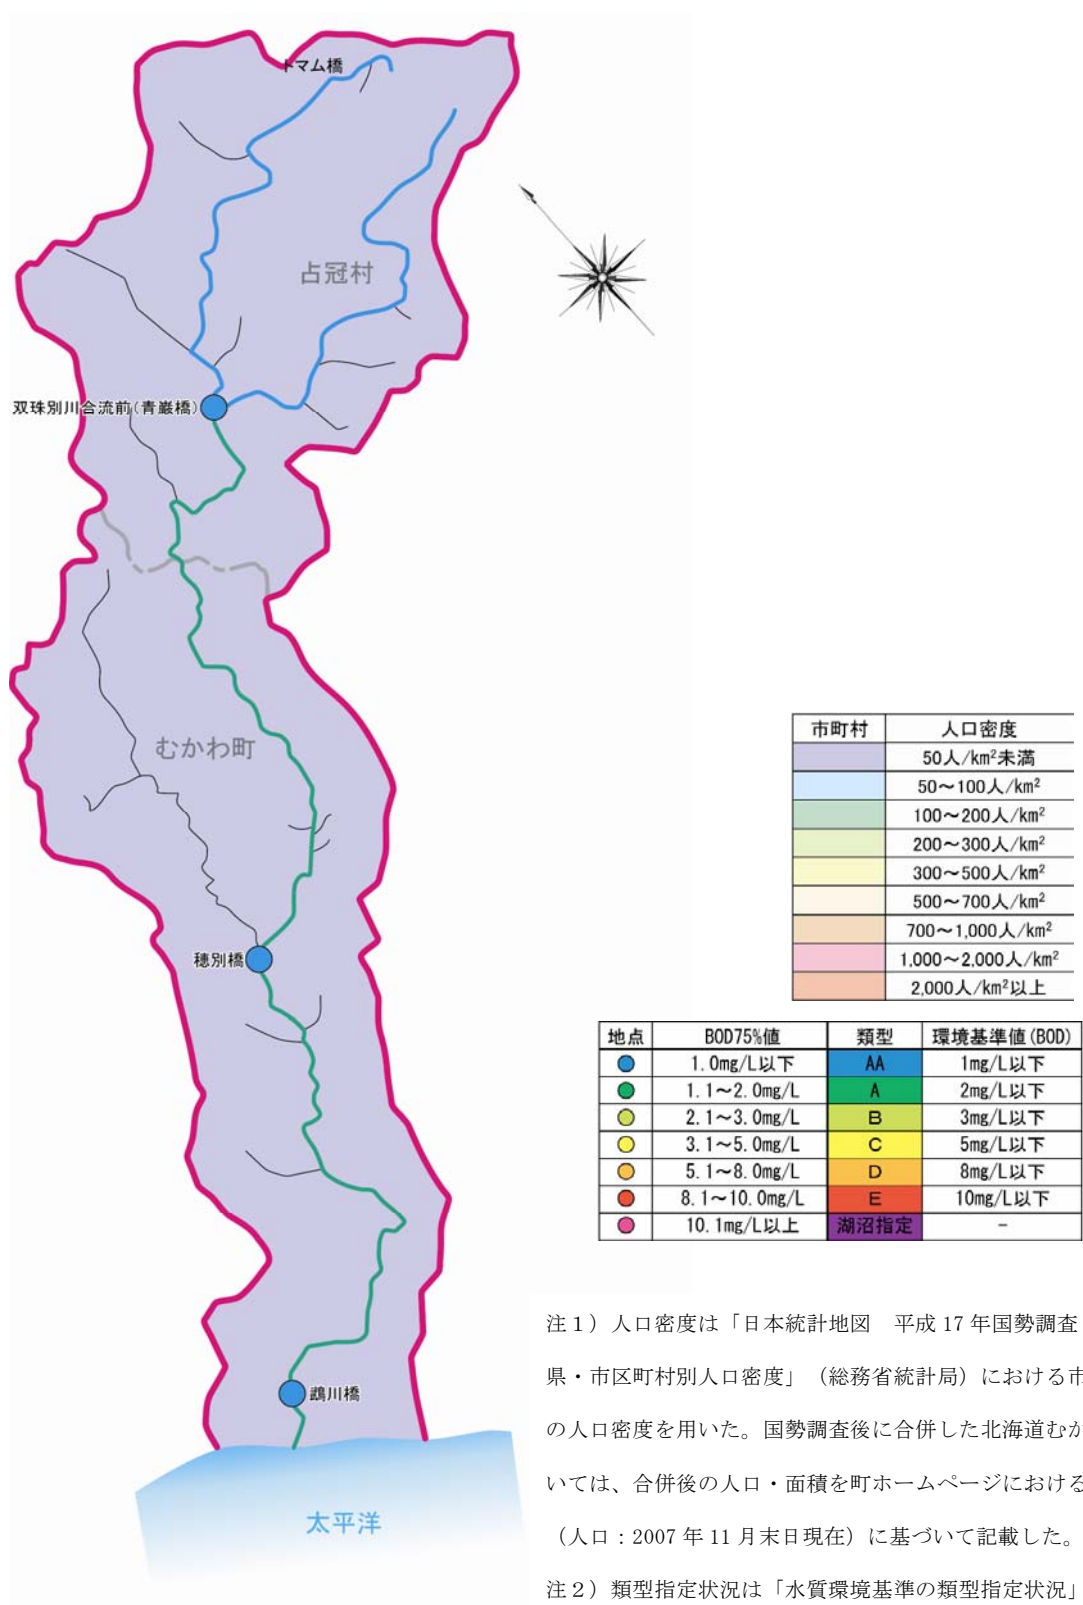 トマム橋
占冠村
双珠別川合流前(青巌橋)
むかわ町
穂別橋
鵡川橋
太平洋
市町村 人口密度
50人/km²未満
50～100人/km²
100～200人/km²
200～300人/km²
300～500人/km²
500～700人/km²
700～1,000人/km²
1,000～2,000人/km²
2,000人/km²以上
地点 BOD75%値 類型 環境基準値(BOD)
1.0mg/L以下 AA 1mg/L以下
1.1～2.0mg/L A 2mg/L以下
2.1～3.0mg/L B 3mg/L以下
3.1～5.0mg/L C 5mg/L以下
5.1～8.0mg/L D 8mg/L以下
8.1～10.0mg/L E 10mg/L以下
10.1mg/L以上 湖沼指定 －
注１）人口密度は「日本統計地図　平成 17 年国勢調査
県・市区町村別人口密度」（総務省統計局）における市
の人口密度を用いた。国勢調査後に合併した北海道むか
いては、合併後の人口・面積を町ホームページにおける
（人口：2007 年 11 月末日現在）に基づいて記載した。
注２）類型指定状況は「水質環境基準の類型指定状況」